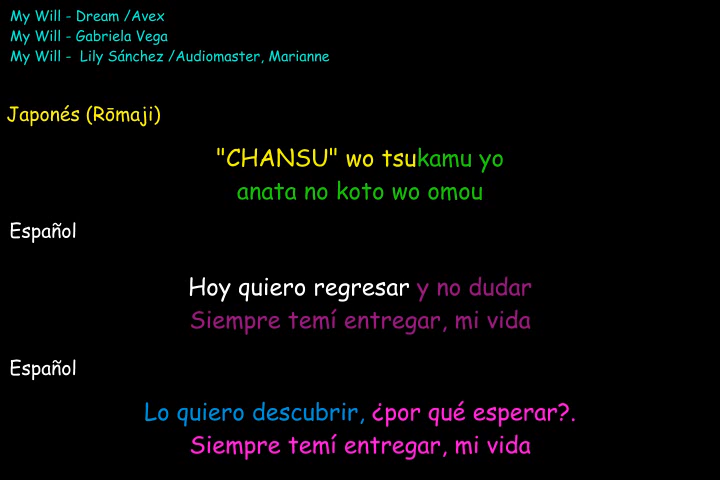 My Will - Dream /Avex
My Will - Gabriela Vega
My Will -  Lily Sánchez /Audiomaster, Marianne
Japonés (Rōmaji)
"CHANSU" wo tsukamu yo
anata no koto wo omou
Español
Hoy quiero regresar y no dudar
Siempre temí entregar, mi vida
Español
Lo quiero descubrir, ¿por qué esperar?.
Siempre temí entregar, mi vida